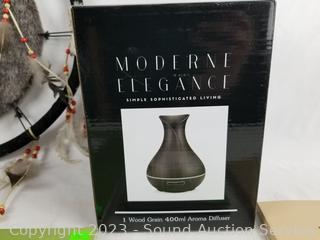 MODERNE
ELEGANCE
SIMPLE SOPHISTICATED LIVING
1 Wood Grain 400ml Aroma Diffuser
Copyright 2023 - Sound Auction Service